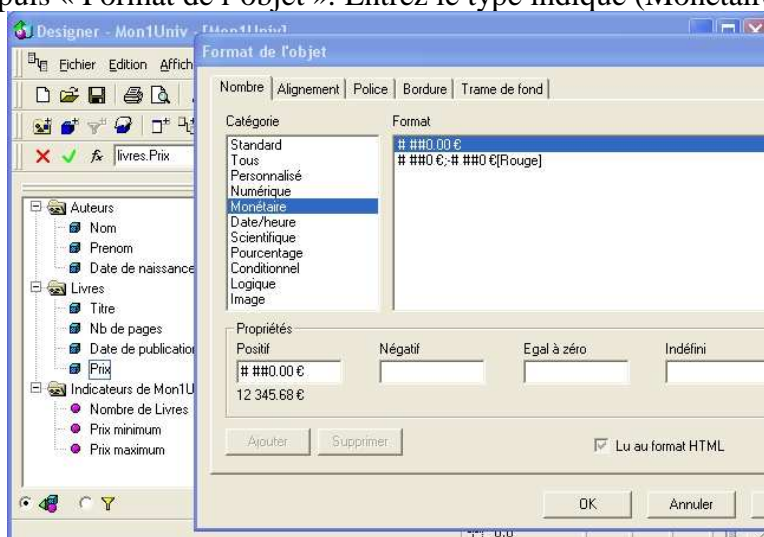 puis « Format de l'objet ». Entrez le type indiqué (Monétaire
Designer - Mon1Univ - [Mon1Univ]
Fichier Edition Affich
livres.Prix
Auteurs
Nom
Prenom
Date de naissance
Livres
Titre
Nb de pages
Date de publication
Prix
Indicateurs de Mon1U
Nombre de Livres
Prix minimum
Prix maximum
Format de l'objet
Nombre Alignement Police Bordure Trame de fond
Catégorie
Standard
Tous
Personnalisé
Numérique
Monétaire
Date/heure
Scientifique
Pourcentage
Conditionnel
Logique
Image
Format
# ##0.00 €
# ##0 €;-# ##0 €[Rouge]
Propriétés
Positif Négatif Egal à zéro Indéfini
# ##0.00 €
12 345.68 €
Ajouter Supprimer
Lu au format HTML
OK Annuler